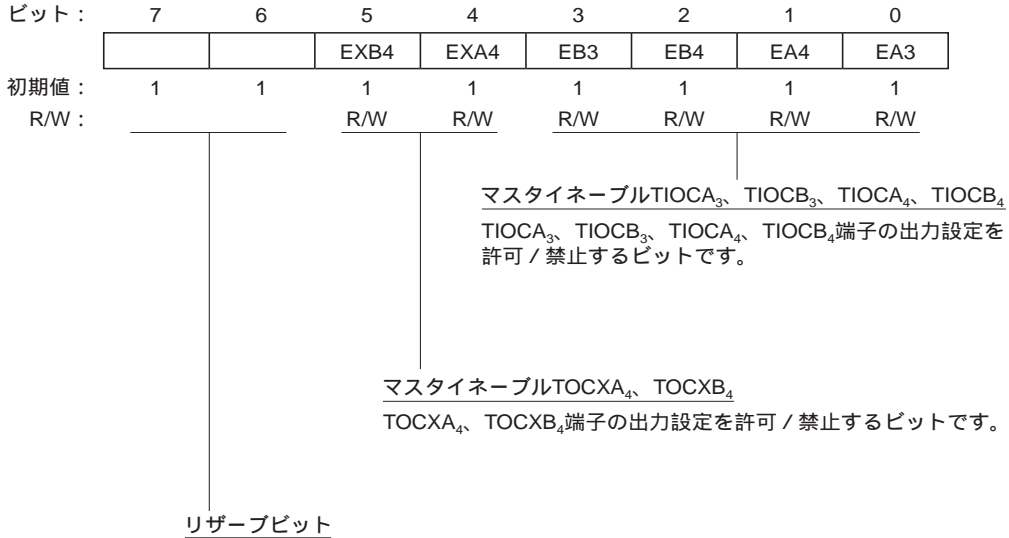 ビット： 7 6 5 4 3 2 1 0
EXB4 EXA4 EB3 EB4 EA4 EA3
初期値： 1 1 1 1 1 1 1 1
R/W： R/W R/W R/W R/W R/W R/W
マスタイネーブルTIOCA₃、TIOCB₃、TIOCA₄、TIOCB₄
TIOCA₃、TIOCB₃、TIOCA₄、TIOCB₄端子の出力設定を
許可／禁止するビットです。
マスタイネーブルTOCXA₄、TOCXB₄
TOCXA₄、TOCXB₄端子の出力設定を許可／禁止するビットです。
リザーブビット